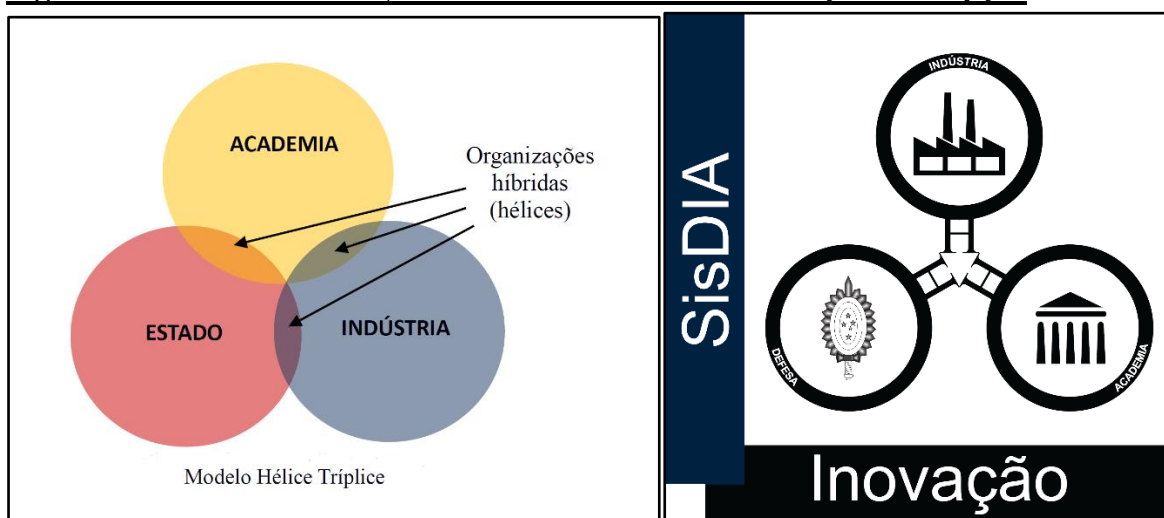 ACADEMIA
Organizações
híbridas
(hélices)
ESTADO
INDÚSTRIA
Modelo Hélice Tríplice
SisDIA
INDÚSTRIA
DEFESA
ACADEMIA
Inovação